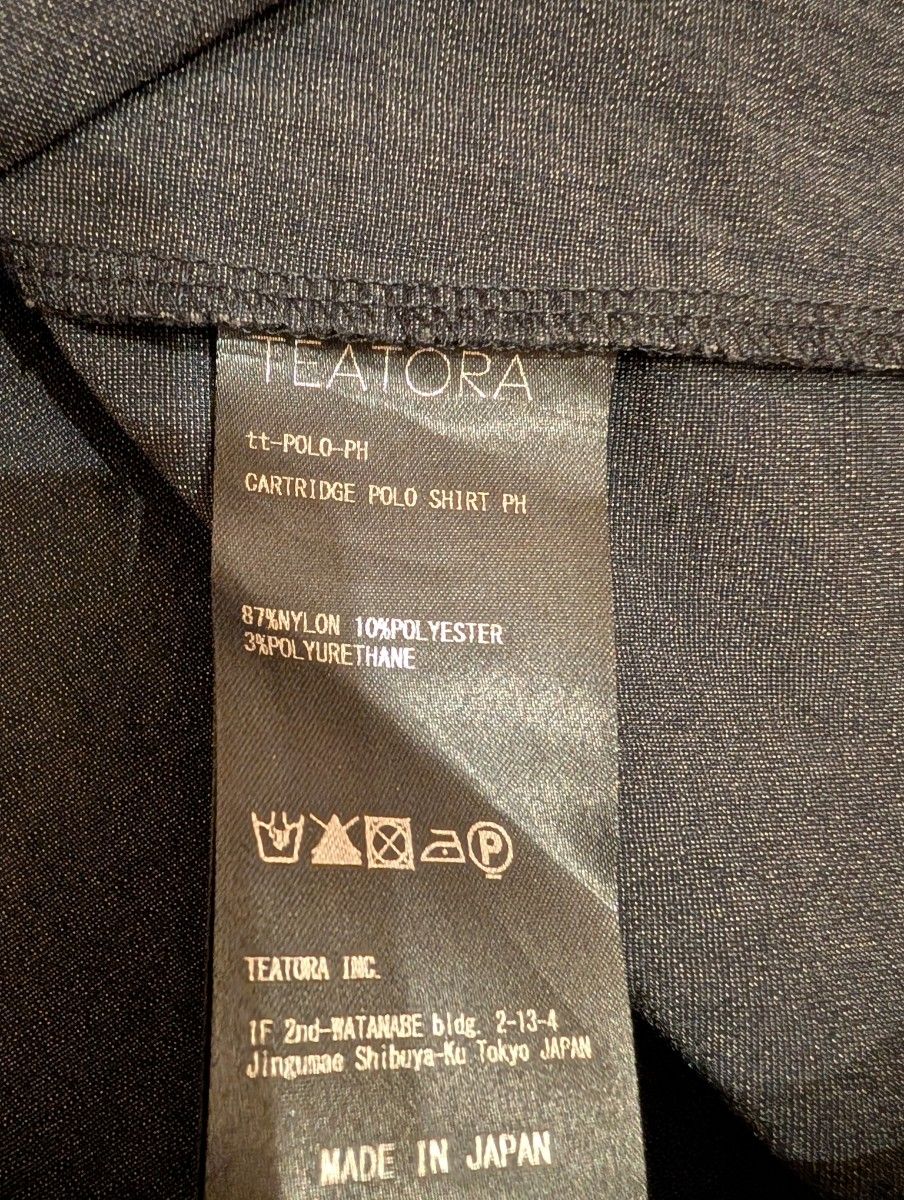 TEATORA
tt-POLO-PH
CARTRIDGE POLO SHIRT PH
87%NYLON 10%POLYESTER
3%POLYURETHANE
P
TEATORA INC.
1F 2nd-WATANABE bldg. 2-13-4
Jingumae Shibuya-Ku Tokyo JAPAN
MADE IN JAPAN